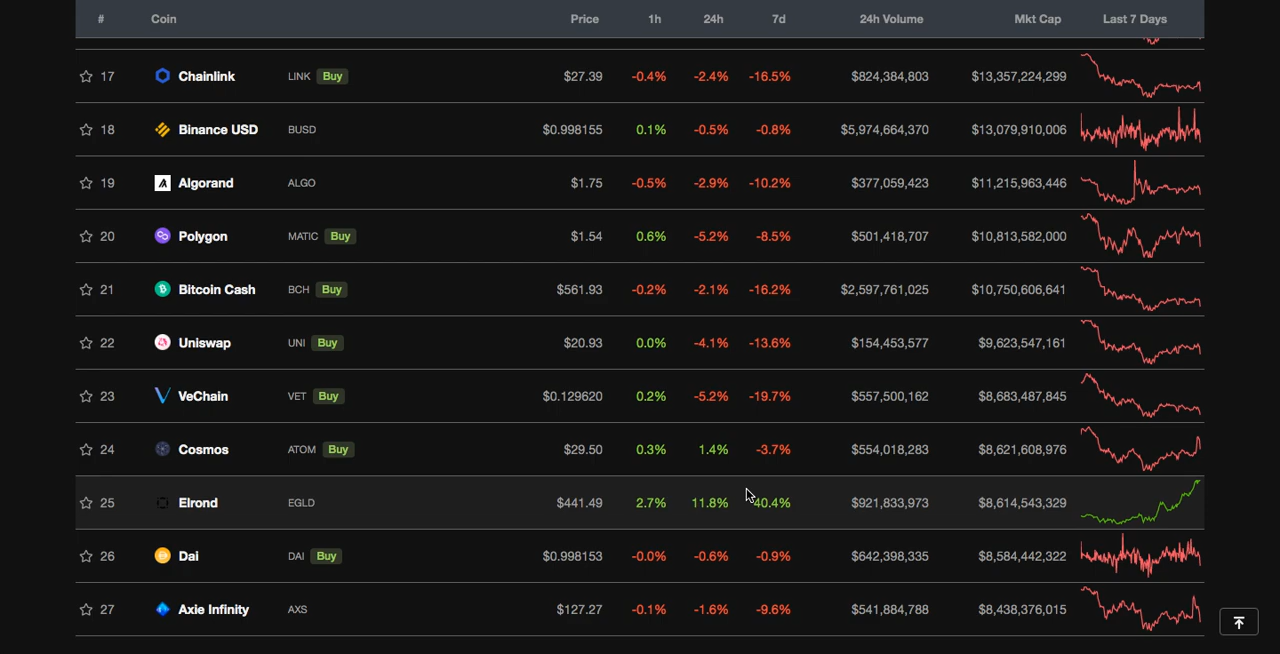 # Coin Price 1h 24h 7d 24h Volume Mkt Cap Last 7 Days
17 Chainlink LINK Buy $27.39 -0.4% -2.4% -16.5% $824,384,803 $13,357,224,299
18 Binance USD BUSD $0.998155 0.1% -0.5% -0.8% $5,974,664,370 $13,079,910,006
19 Algorand ALGO $1.75 -0.5% -2.9% -10.2% $377,059,423 $11,215,963,446
20 Polygon MATIC Buy $1.54 0.6% -5.2% -8.5% $501,418,707 $10,813,582,000
21 Bitcoin Cash BCH Buy $561.93 -0.2% -2.1% -16.2% $2,597,761,025 $10,750,606,641
22 Uniswap UNI Buy $20.93 0.0% -4.1% -13.6% $154,453,577 $9,623,547,161
23 VeChain VET Buy $0.129620 0.2% -5.2% -19.7% $557,500,162 $8,683,487,845
24 Cosmos ATOM Buy $29.50 0.3% 1.4% -3.7% $554,018,283 $8,621,608,976
25 Elrond EGLD $441.49 2.7% 11.8% 40.4% $921,833,973 $8,614,543,329
26 Dai DAI Buy $0.998153 -0.0% -0.6% -0.9% $642,398,335 $8,584,442,322
27 Axie Infinity AXS $127.27 -0.1% -1.6% -9.6% $541,884,788 $8,438,376,015